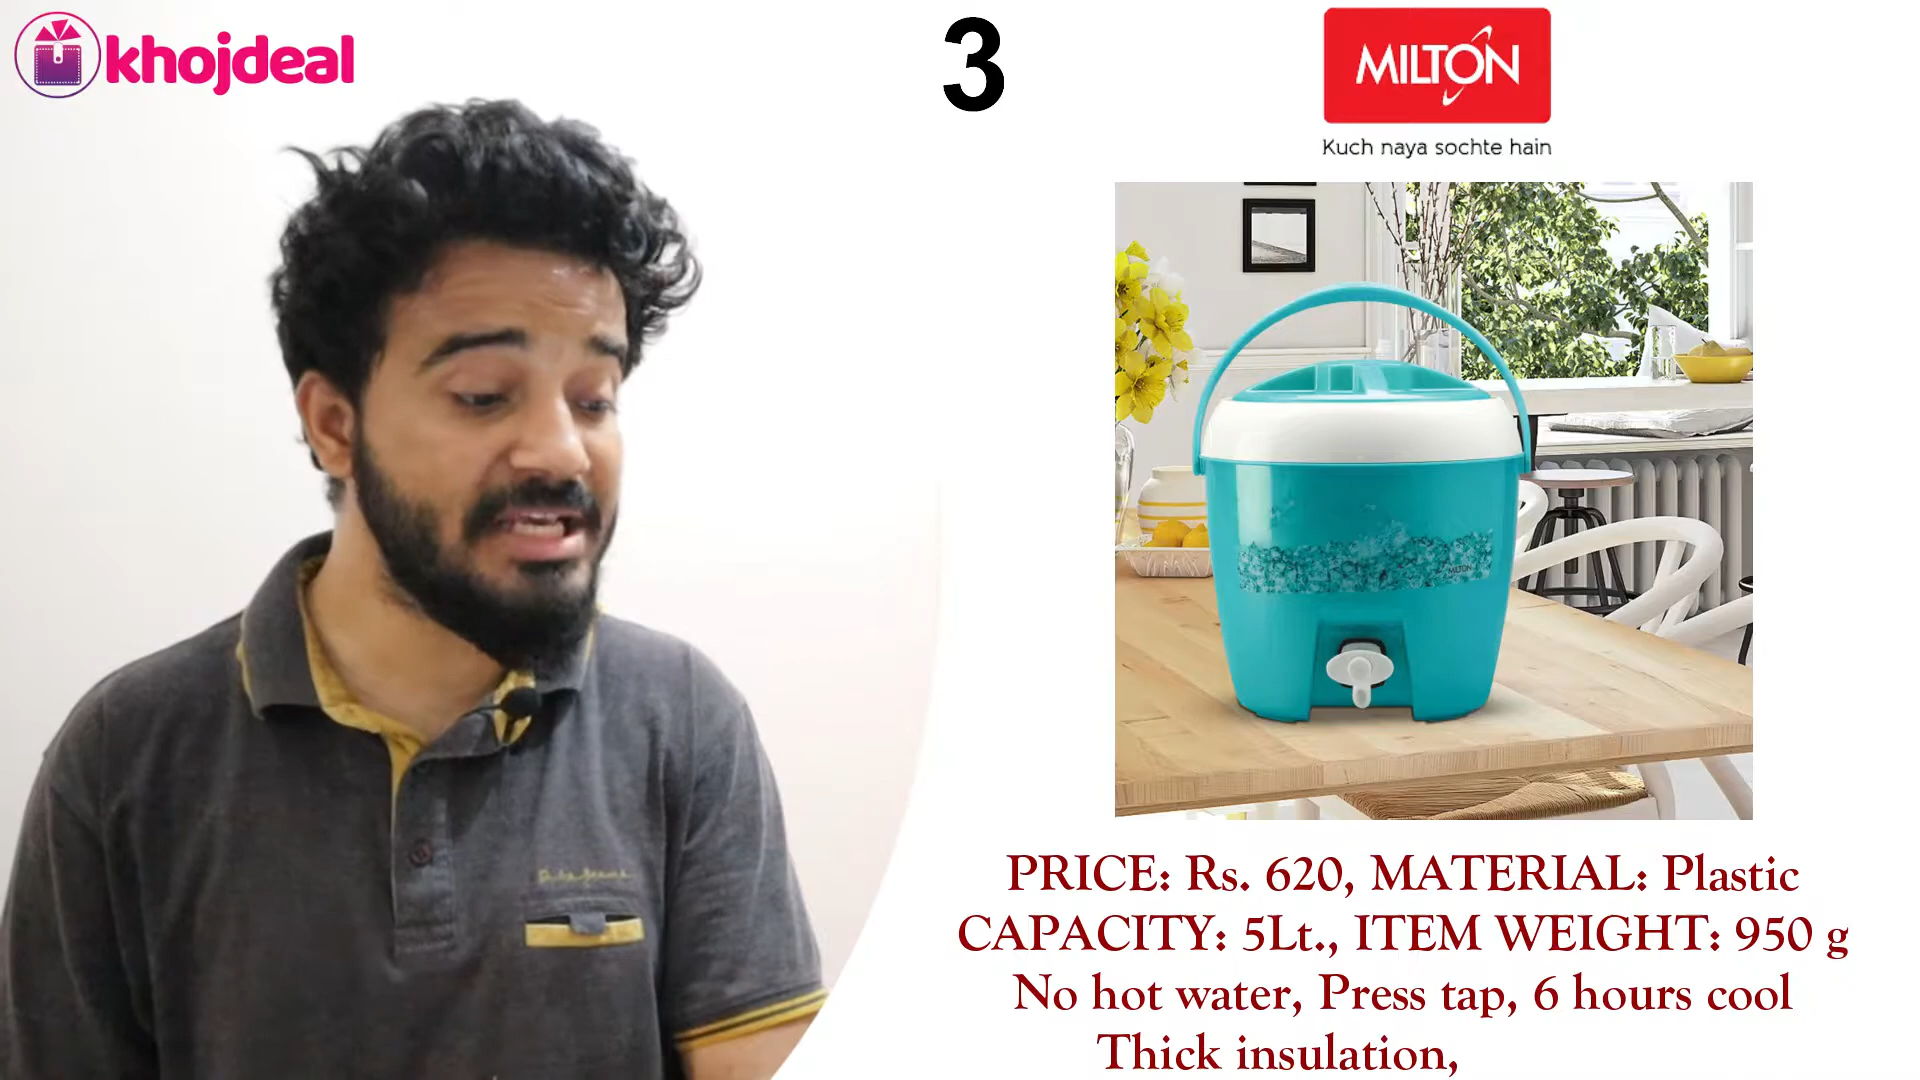 khojdeal
3
MILTON
Kuch naya sochte hain
MILTON
PRICE: Rs. 620, MATERIAL: Plastic
CAPACITY: 5Lt., ITEM WEIGHT: 950 g
No hot water, Press tap, 6 hours cool
Thick insulation,